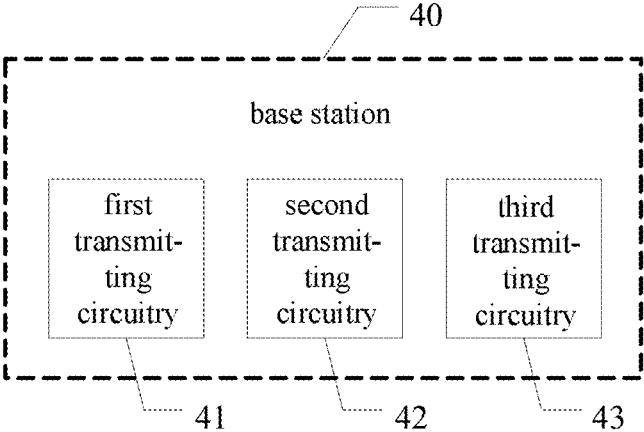 40
base station
first
transmit-
ting
circuitry
second
transmit-
ting
circuitry
third
transmit-
ting
circuitry
41
42
43